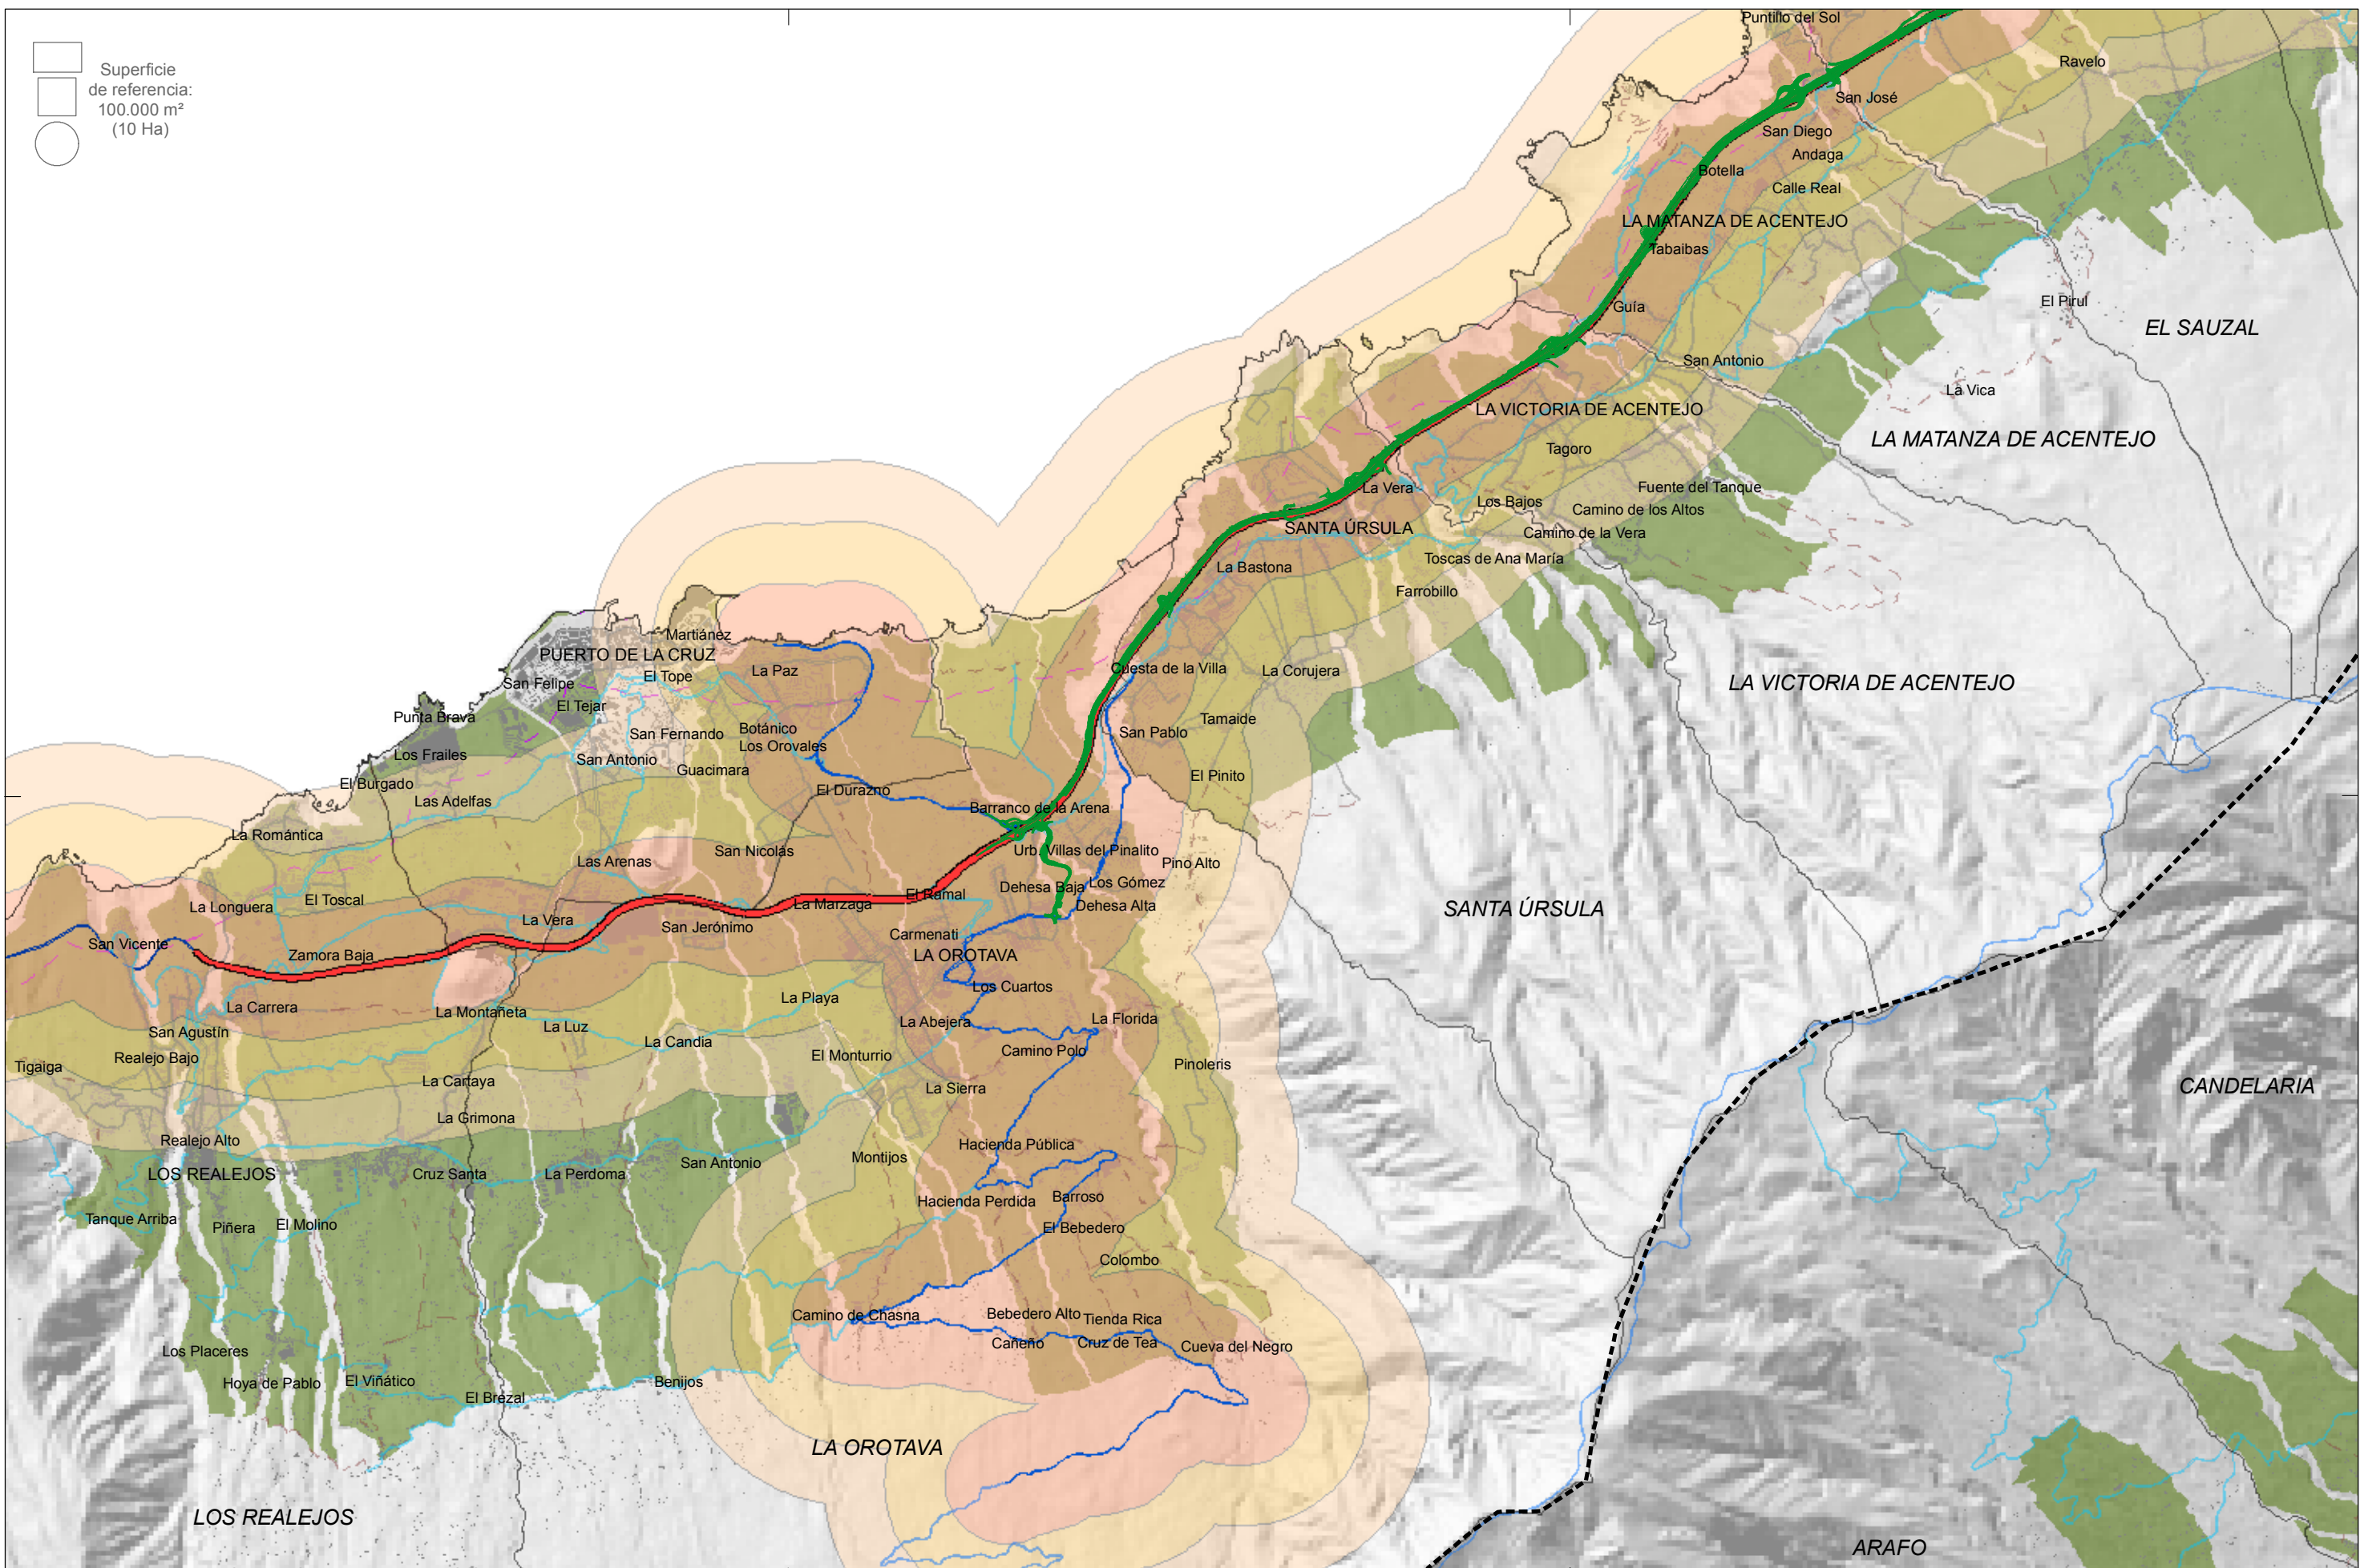 Superficie
de referencia:
100.000 m²
(10 Ha)
Puntillo del Sol
Ravelo
San José
San Diego
Andaga
Botella
Calle Real
LA MATANZA DE ACENTEJO
Tabaibas
El Pirul
Guía
EL SAUZAL
San Antonio
La Vica
LA VICTORIA DE ACENTEJO
LA MATANZA DE ACENTEJO
Tagoro
La Vera
Fuente del Tanque
Los Bajos
Camino de los Altos
SANTA ÚRSULA
Camino de la Vera
Toscas de Ana María
La Bastona
Farrobillo
Martiánez
PUERTO DE LA CRUZ
La Paz
Cuesta de la Villa
La Corujera
El Tope
San Felipe
LA VICTORIA DE ACENTEJO
El Tejar
Punta Brava
Tamaide
Botánico
San Fernando
San Pablo
Los Orovales
Los Frailes
San Antonio
Guacimara
El Pinito
El Burgado
El Durazno
Las Adelfas
Barranco de la Arena
La Romántica
San Nicolás
Urb. Villas del Pinalito
Las Arenas
Pino Alto
Los Gómez
Dehesa Baja
El Ramal
El Toscal
La Marzaga
Dehesa Alta
La Longuera
SANTA ÚRSULA
La Vera
San Jerónimo
Carmenati
San Vicente
Zamora Baja
LA OROTAVA
Los Cuartos
La Playa
La Carrera
La Montañeta
La Abejera
La Florida
La Luz
San Agustín
La Candia
Camino Polo
Realejo Bajo
El Monturrio
Tigaiga
Pinoleris
La Cartaya
La Sierra
CANDELARIA
La Grimona
Realejo Alto
Hacienda Pública
Montijos
San Antonio
LOS REALEJOS
Cruz Santa
La Perdoma
Hacienda Perdida
Barroso
Tanque Arriba
Piñera
El Molino
El Bebedero
Colombo
Camino de Chasna
Bebedero Alto
Tienda Rica
Cañeño
Cruz de Tea
Cueva del Negro
Los Placeres
Hoya de Pablo
El Viñático
Benijos
El Brezal
LA OROTAVA
LOS REALEJOS
ARAFO